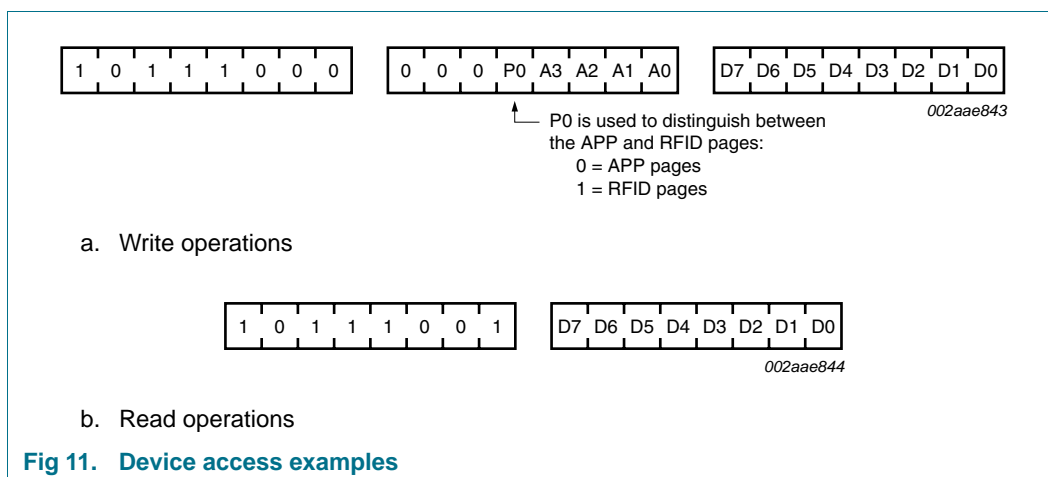 1 0 1 1 1 0 0 0 0 0 0 P0 A3 A2 A1 A0 D7 D6 D5 D4 D3 D2 D1 D0
002aae843
P0 is used to distinguish between
the APP and RFID pages:
0 = APP pages
1 = RFID pages
a. Write operations
1 0 1 1 1 0 0 1 D7 D6 D5 D4 D3 D2 D1 D0
002aae844
b. Read operations
Fig 11. Device access examples